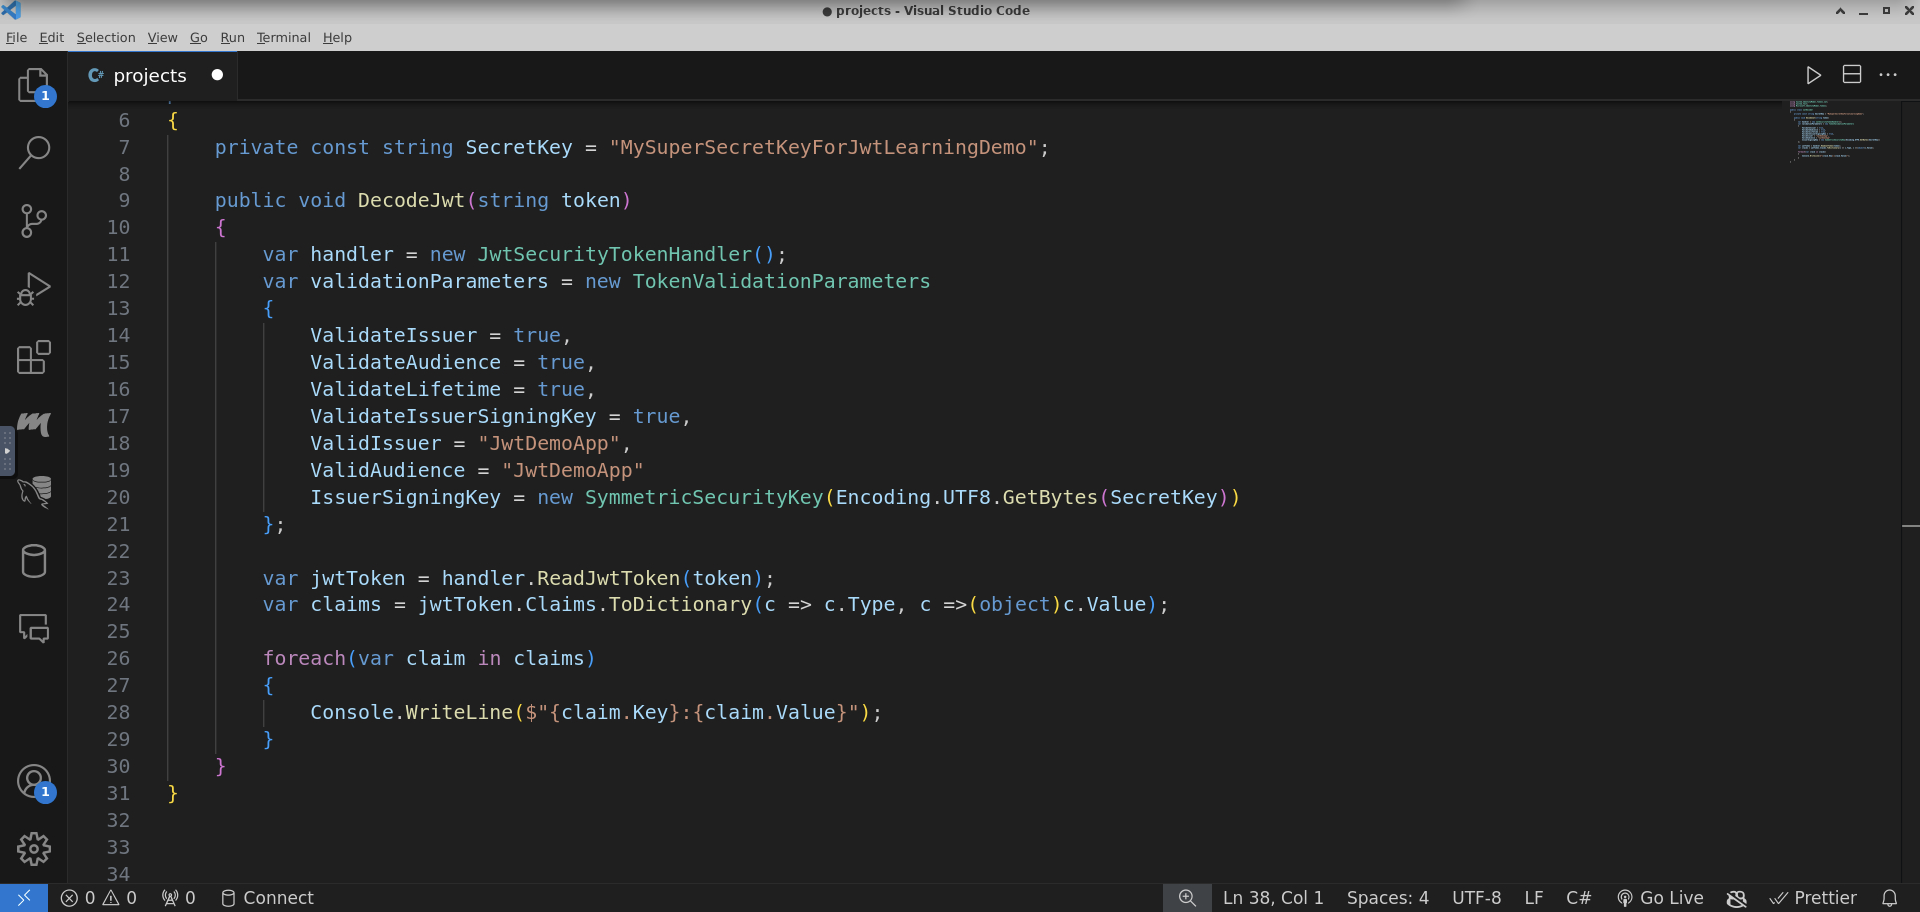 ● projects - Visual Studio Code
File Edit Selection View Go Run Terminal Help
C# projects ●
6 {
7     private const string SecretKey = "MySuperSecretKeyForJwtLearningDemo";
8
9     public void DecodeJwt(string token)
10     {
11         var handler = new JwtSecurityTokenHandler();
12         var validationParameters = new TokenValidationParameters
13         {
14             ValidateIssuer = true,
15             ValidateAudience = true,
16             ValidateLifetime = true,
17             ValidateIssuerSigningKey = true,
18             ValidIssuer = "JwtDemoApp",
19             ValidAudience = "JwtDemoApp"
20             IssuerSigningKey = new SymmetricSecurityKey(Encoding.UTF8.GetBytes(SecretKey))
21         };
22
23         var jwtToken = handler.ReadJwtToken(token);
24         var claims = jwtToken.Claims.ToDictionary(c => c.Type, c =>(object)c.Value);
25
26         foreach(var claim in claims)
27         {
28             Console.WriteLine($"{claim.Key}:{claim.Value}");
29         }
30     }
31 }
32
33
34
1
1
0 0 0 Connect Ln 38, Col 1 Spaces: 4 UTF-8 LF C# Go Live Prettier